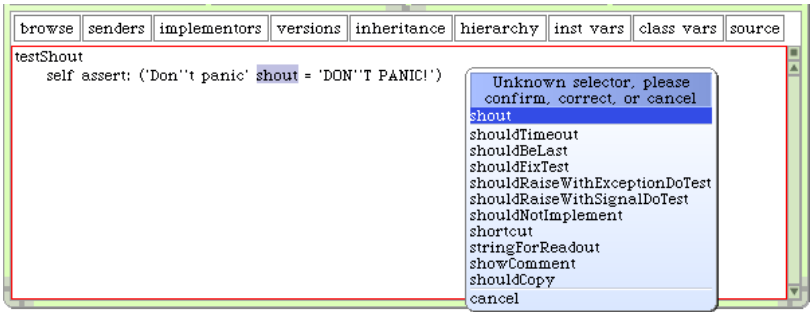 browse senders implementors versions inheritance hierarchy inst vars class vars source
testShout
self assert: ('Don''t panic' shout = 'DON''T PANIC!')
Unknown selector, please
confirm, correct, or cancel
shout
shouldTimeout
shouldBeLast
shouldFixTest
shouldRaiseWithExceptionDoTest
shouldRaiseWithSignalDoTest
shouldNotImplement
shortcut
stringForReadout
showComment
shouldCopy
cancel